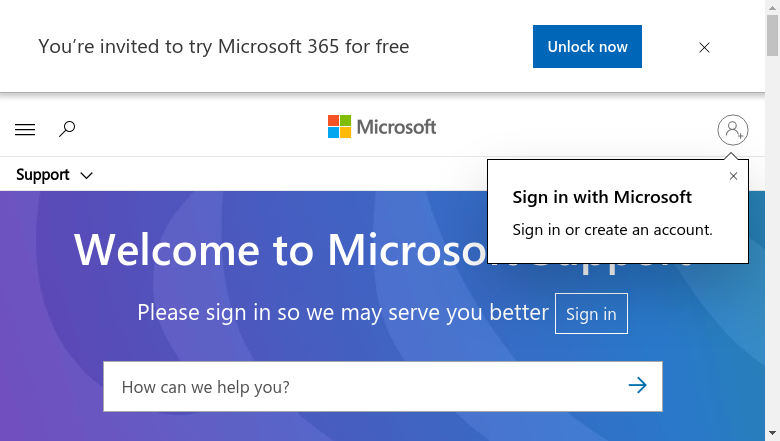 You're invited to try Microsoft 365 for free
Unlock now
Microsoft
Support
Sign in with Microsoft
Sign in or create an account.
Welcome to Microsoft Support
Please sign in so we may serve you better
Sign in
How can we help you?